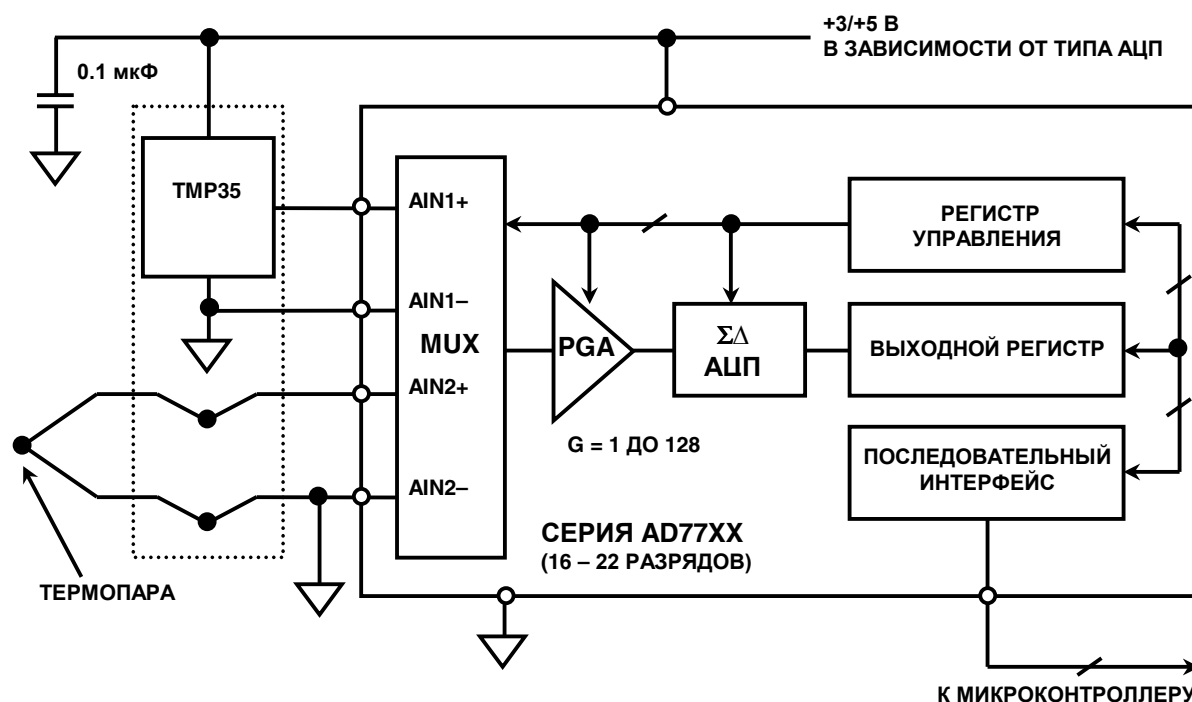 +3/+5 В
В ЗАВИСИМОСТИ ОТ ТИПА АЦП
0.1 мкФ
TMP35
AIN1+
РЕГИСТР
УПРАВЛЕНИЯ
AIN1–
MUX
PGA
ΣΔ
АЦП
ВЫХОДНОЙ РЕГИСТР
AIN2+
G = 1 ДО 128
ПОСЛЕДОВАТЕЛЬНЫЙ
ИНТЕРФЕЙС
AIN2–
СЕРИЯ AD77XX
(16 – 22 РАЗРЯДОВ)
ТЕРМОПАРА
К МИКРОКОНТРОЛЛЕРУ